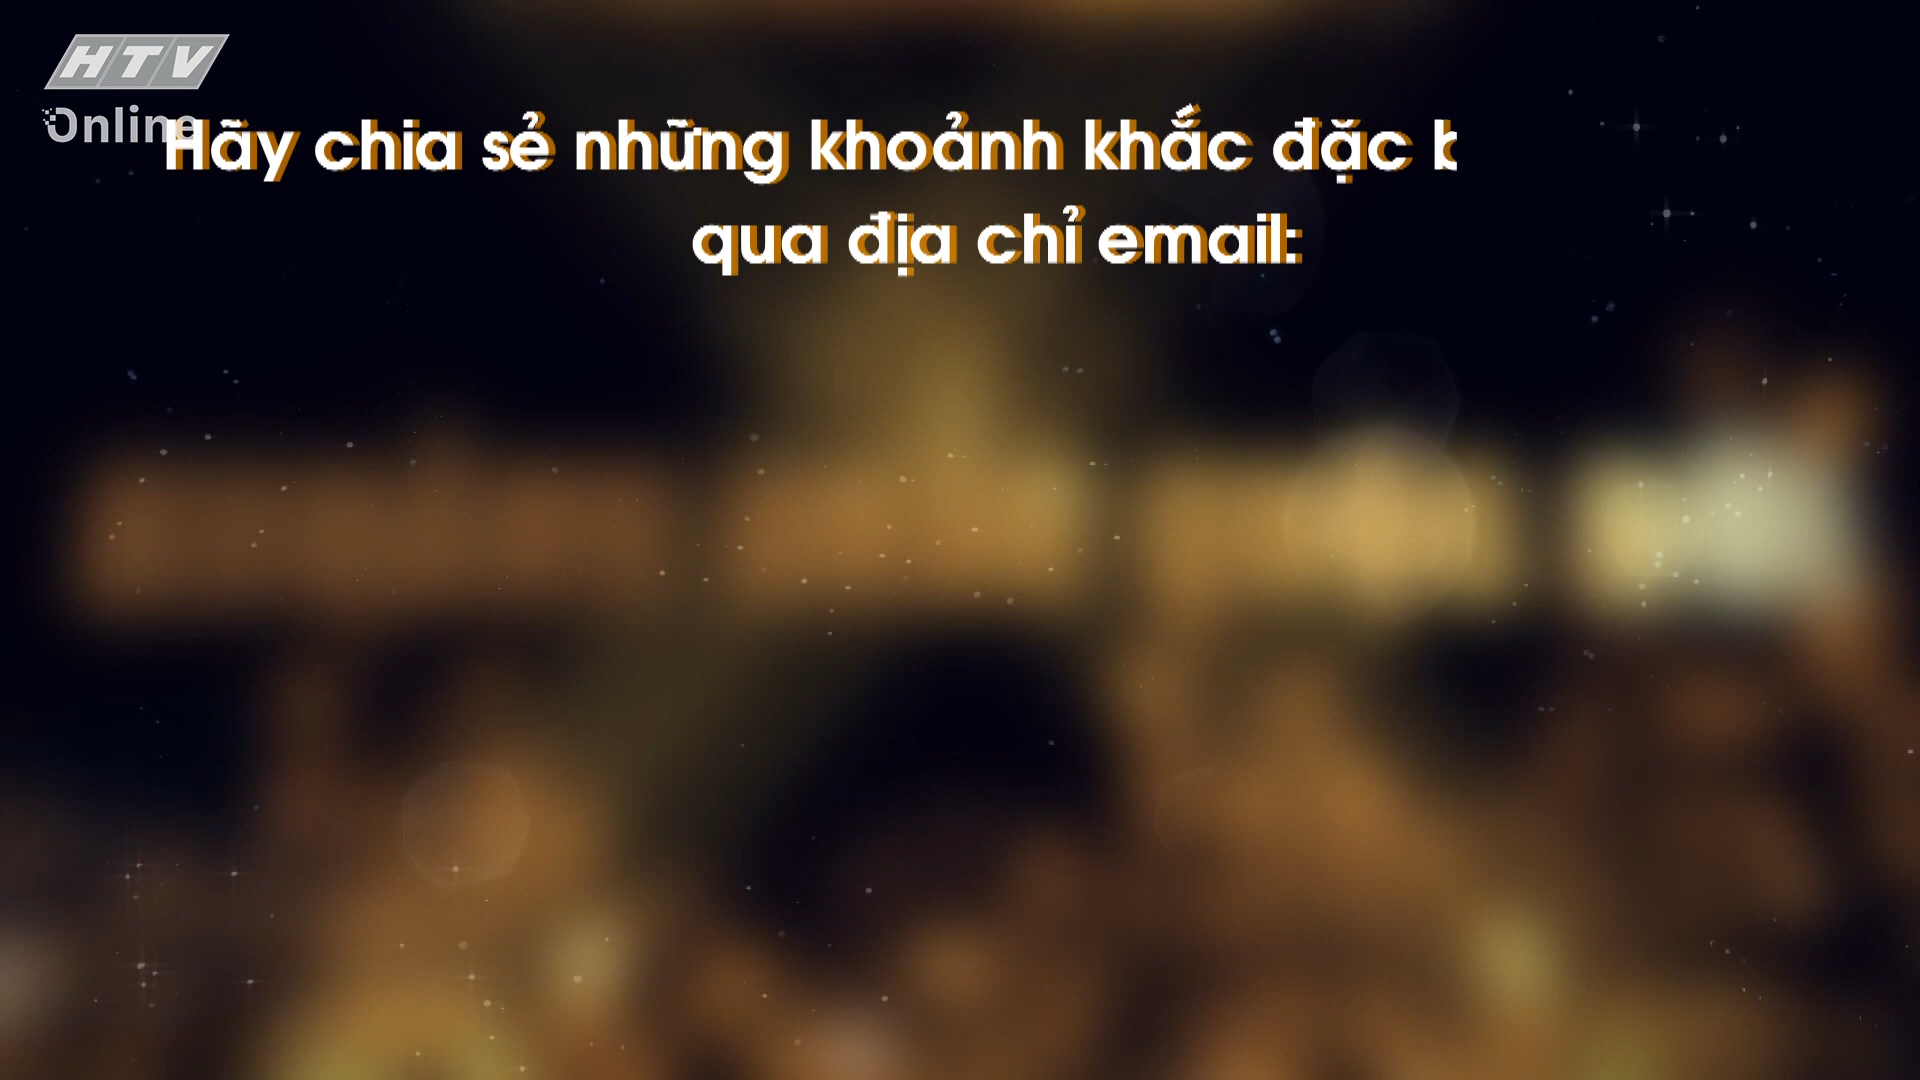 HTV
Online
Hãy chia sẻ những khoảnh khắc đặc
qua địa chỉ email: